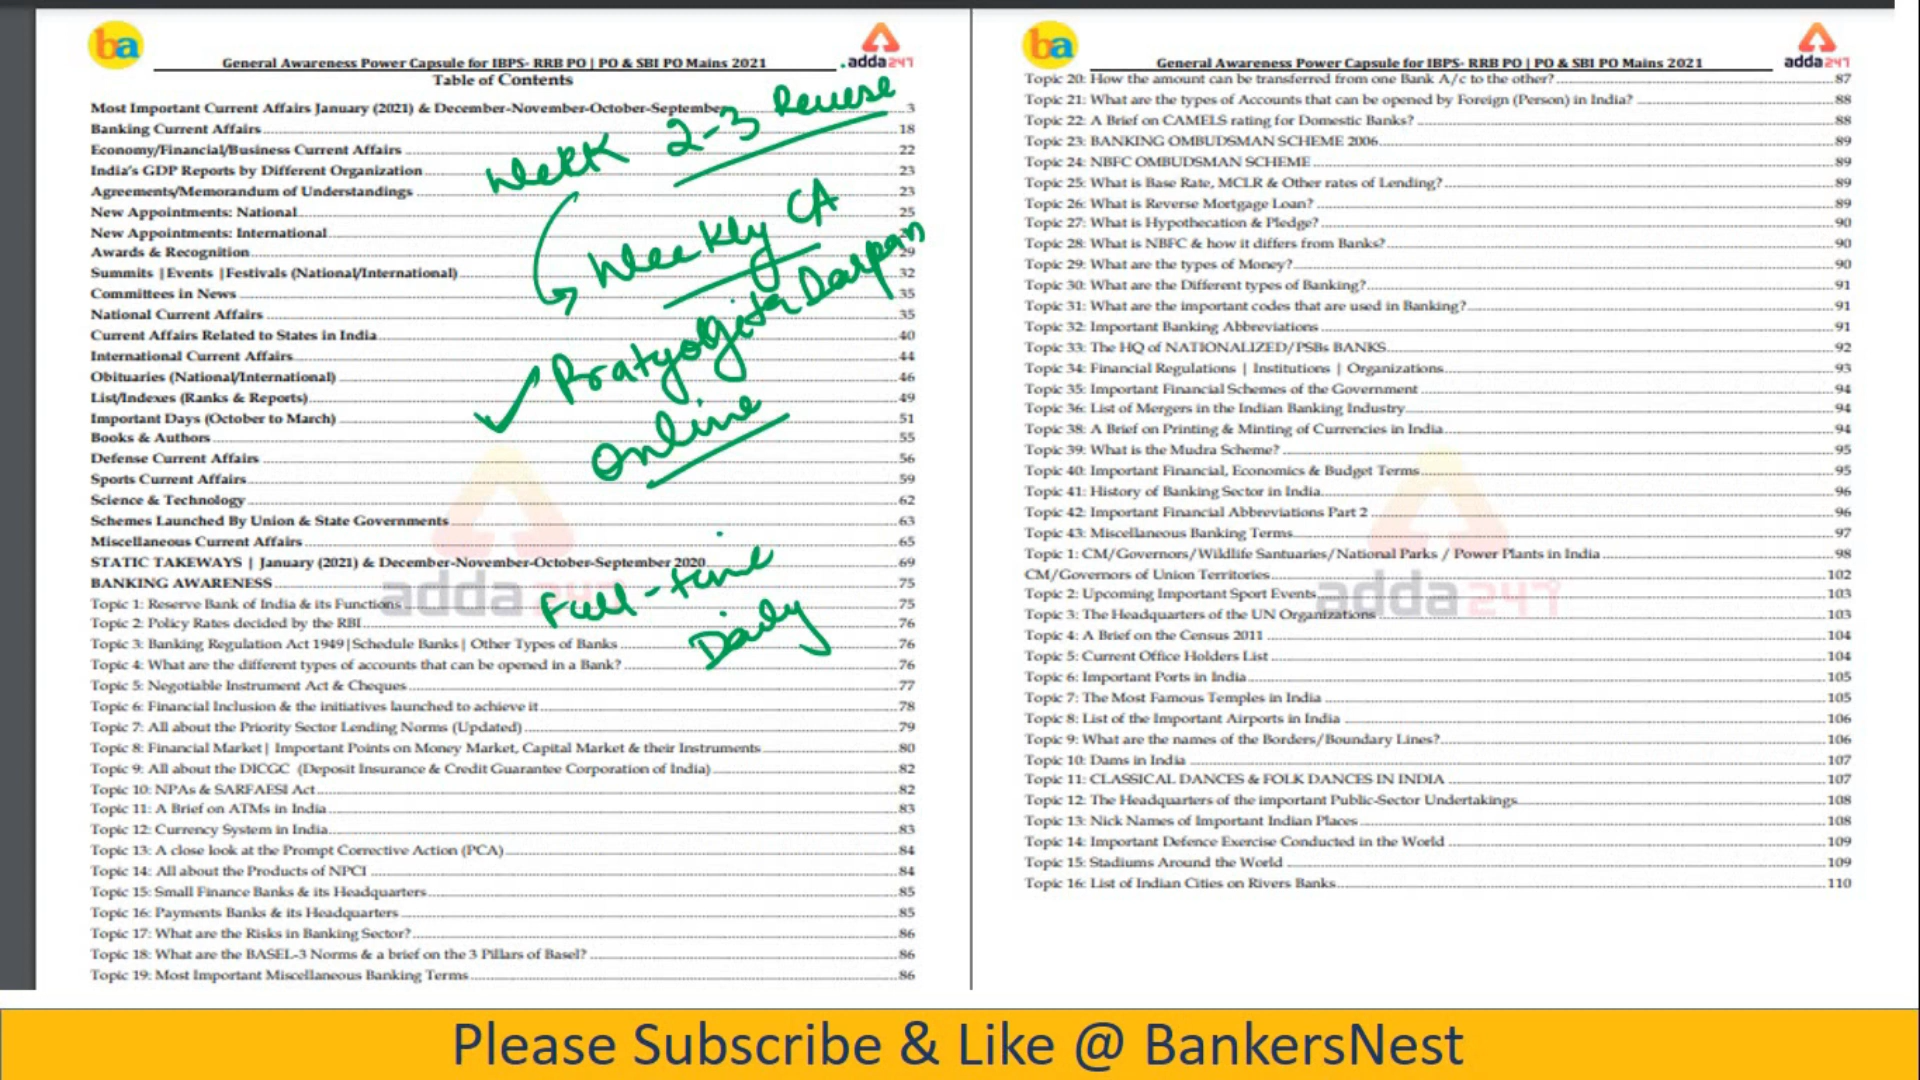 ba
General Awareness Power Capsule for IBPS- RRB PO | PO & SBI PO Mains 2021
adda247
Table of Contents
Most Important Current Affairs January (2021) & December-November-October-September 3
Banking Current Affairs 18
Economy/Financial/Business Current Affairs 22
India's GDP Reports by Different Organization 23
Agreements/Memorandum of Understandings 23
New Appointments: National 25
New Appointments: International
Awards & Recognition 29
Summits | Events | Festivals (National/International) 32
Committees in News 35
National Current Affairs 35
Current Affairs Related to States in India 40
International Current Affairs 44
Obituaries (National/International) 46
List/Indexes (Ranks & Reports) 49
Important Days (October to March) 51
Books & Authors 55
Defense Current Affairs 56
Sports Current Affairs 59
Science & Technology 62
Schemes Launched By Union & State Governments 63
Miscellaneous Current Affairs 65
STATIC TAKEWAYS | January (2021) & December-November-October-September 2020 69
BANKING AWARENESS 75
Topic 1: Reserve Bank of India & its Functions 75
Topic 2: Policy Rates decided by the RBI 76
Topic 3: Banking Regulation Act 1949|Schedule Banks| Other Types of Banks 76
Topic 4: What are the different types of accounts that can be opened in a Bank? 76
Topic 5: Negotiable Instrument Act & Cheques 77
Topic 6: Financial Inclusion & the initiatives launched to achieve it 78
Topic 7: All about the Priority Sector Lending Norms (Updated) 79
Topic 8: Financial Market| Important Points on Money Market, Capital Market & their Instruments 80
Topic 9: All about the DICGC (Deposit Insurance & Credit Guarantee Corporation of India) 82
Topic 10: NPAs & SARFAESI Act 82
Topic 11: A Brief on ATMs in India 83
Topic 12: Currency System in India 83
Topic 13: A close look at the Prompt Corrective Action (PCA) 84
Topic 14: All about the Products of NPCI 84
Topic 15: Small Finance Banks & its Headquarters 85
Topic 16: Payments Banks & its Headquarters 85
Topic 17: What are the Risks in Banking Sector? 86
Topic 18: What are the BASEL-3 Norms & a brief on the 3 Pillars of Basel? 86
Topic 19: Most Important Miscellaneous Banking Terms 86
Week 2-3 Reverse
Weekly CA
Pratyogita Darpan
Online
Full-time
Daily
adda247
ba
General Awareness Power Capsule for IBPS- RRB PO | PO & SBI PO Mains 2021
adda247
Topic 20: How the amount can be transferred from one Bank A/c to the other? 87
Topic 21: What are the types of Accounts that can be opened by Foreign (Person) in India? 88
Topic 22: A Brief on CAMELS rating for Domestic Banks? 88
Topic 23: BANKING OMBUDSMAN SCHEME 2006 89
Topic 24: NBFC OMBUDSMAN SCHEME 89
Topic 25: What is Base Rate, MCLR & Other rates of Lending? 89
Topic 26: What is Reverse Mortgage Loan? 89
Topic 27: What is Hypothecation & Pledge? 90
Topic 28: What is NBFC & how it differs from Banks? 90
Topic 29: What are the types of Money? 90
Topic 30: What are the Different types of Banking? 91
Topic 31: What are the important codes that are used in Banking? 91
Topic 32: Important Banking Abbreviations 91
Topic 33: The HQ of NATIONALIZED/PSBs BANKS 92
Topic 34: Financial Regulations | Institutions | Organizations 93
Topic 35: Important Financial Schemes of the Government 94
Topic 36: List of Mergers in the Indian Banking Industry 94
Topic 38: A Brief on Printing & Minting of Currencies in India 94
Topic 39: What is the Mudra Scheme? 95
Topic 40: Important Financial, Economics & Budget Terms 95
Topic 41: History of Banking Sector in India 96
Topic 42: Important Financial Abbreviations Part 2 96
Topic 43: Miscellaneous Banking Terms 97
Topic 1: CM/Governors/Wildlife Santuaries/National Parks / Power Plants in India 98
CM/Governors of Union Territories 102
Topic 2: Upcoming Important Sport Events 103
Topic 3: The Headquarters of the UN Organizations 103
Topic 4: A Brief on the Census 2011 104
Topic 5: Current Office Holders List 104
Topic 6: Important Ports in India 105
Topic 7: The Most Famous Temples in India 105
Topic 8: List of the Important Airports in India 106
Topic 9: What are the names of the Borders/Boundary Lines? 106
Topic 10: Dams in India 107
Topic 11: CLASSICAL DANCES & FOLK DANCES IN INDIA 107
Topic 12: The Headquarters of the important Public-Sector Undertakings 108
Topic 13: Nick Names of Important Indian Places 108
Topic 14: Important Defence Exercise Conducted in the World 109
Topic 15: Stadiums Around the World 109
Topic 16: List of Indian Cities on Rivers Banks 110
adda247
Please Subscribe & Like @ BankersNest